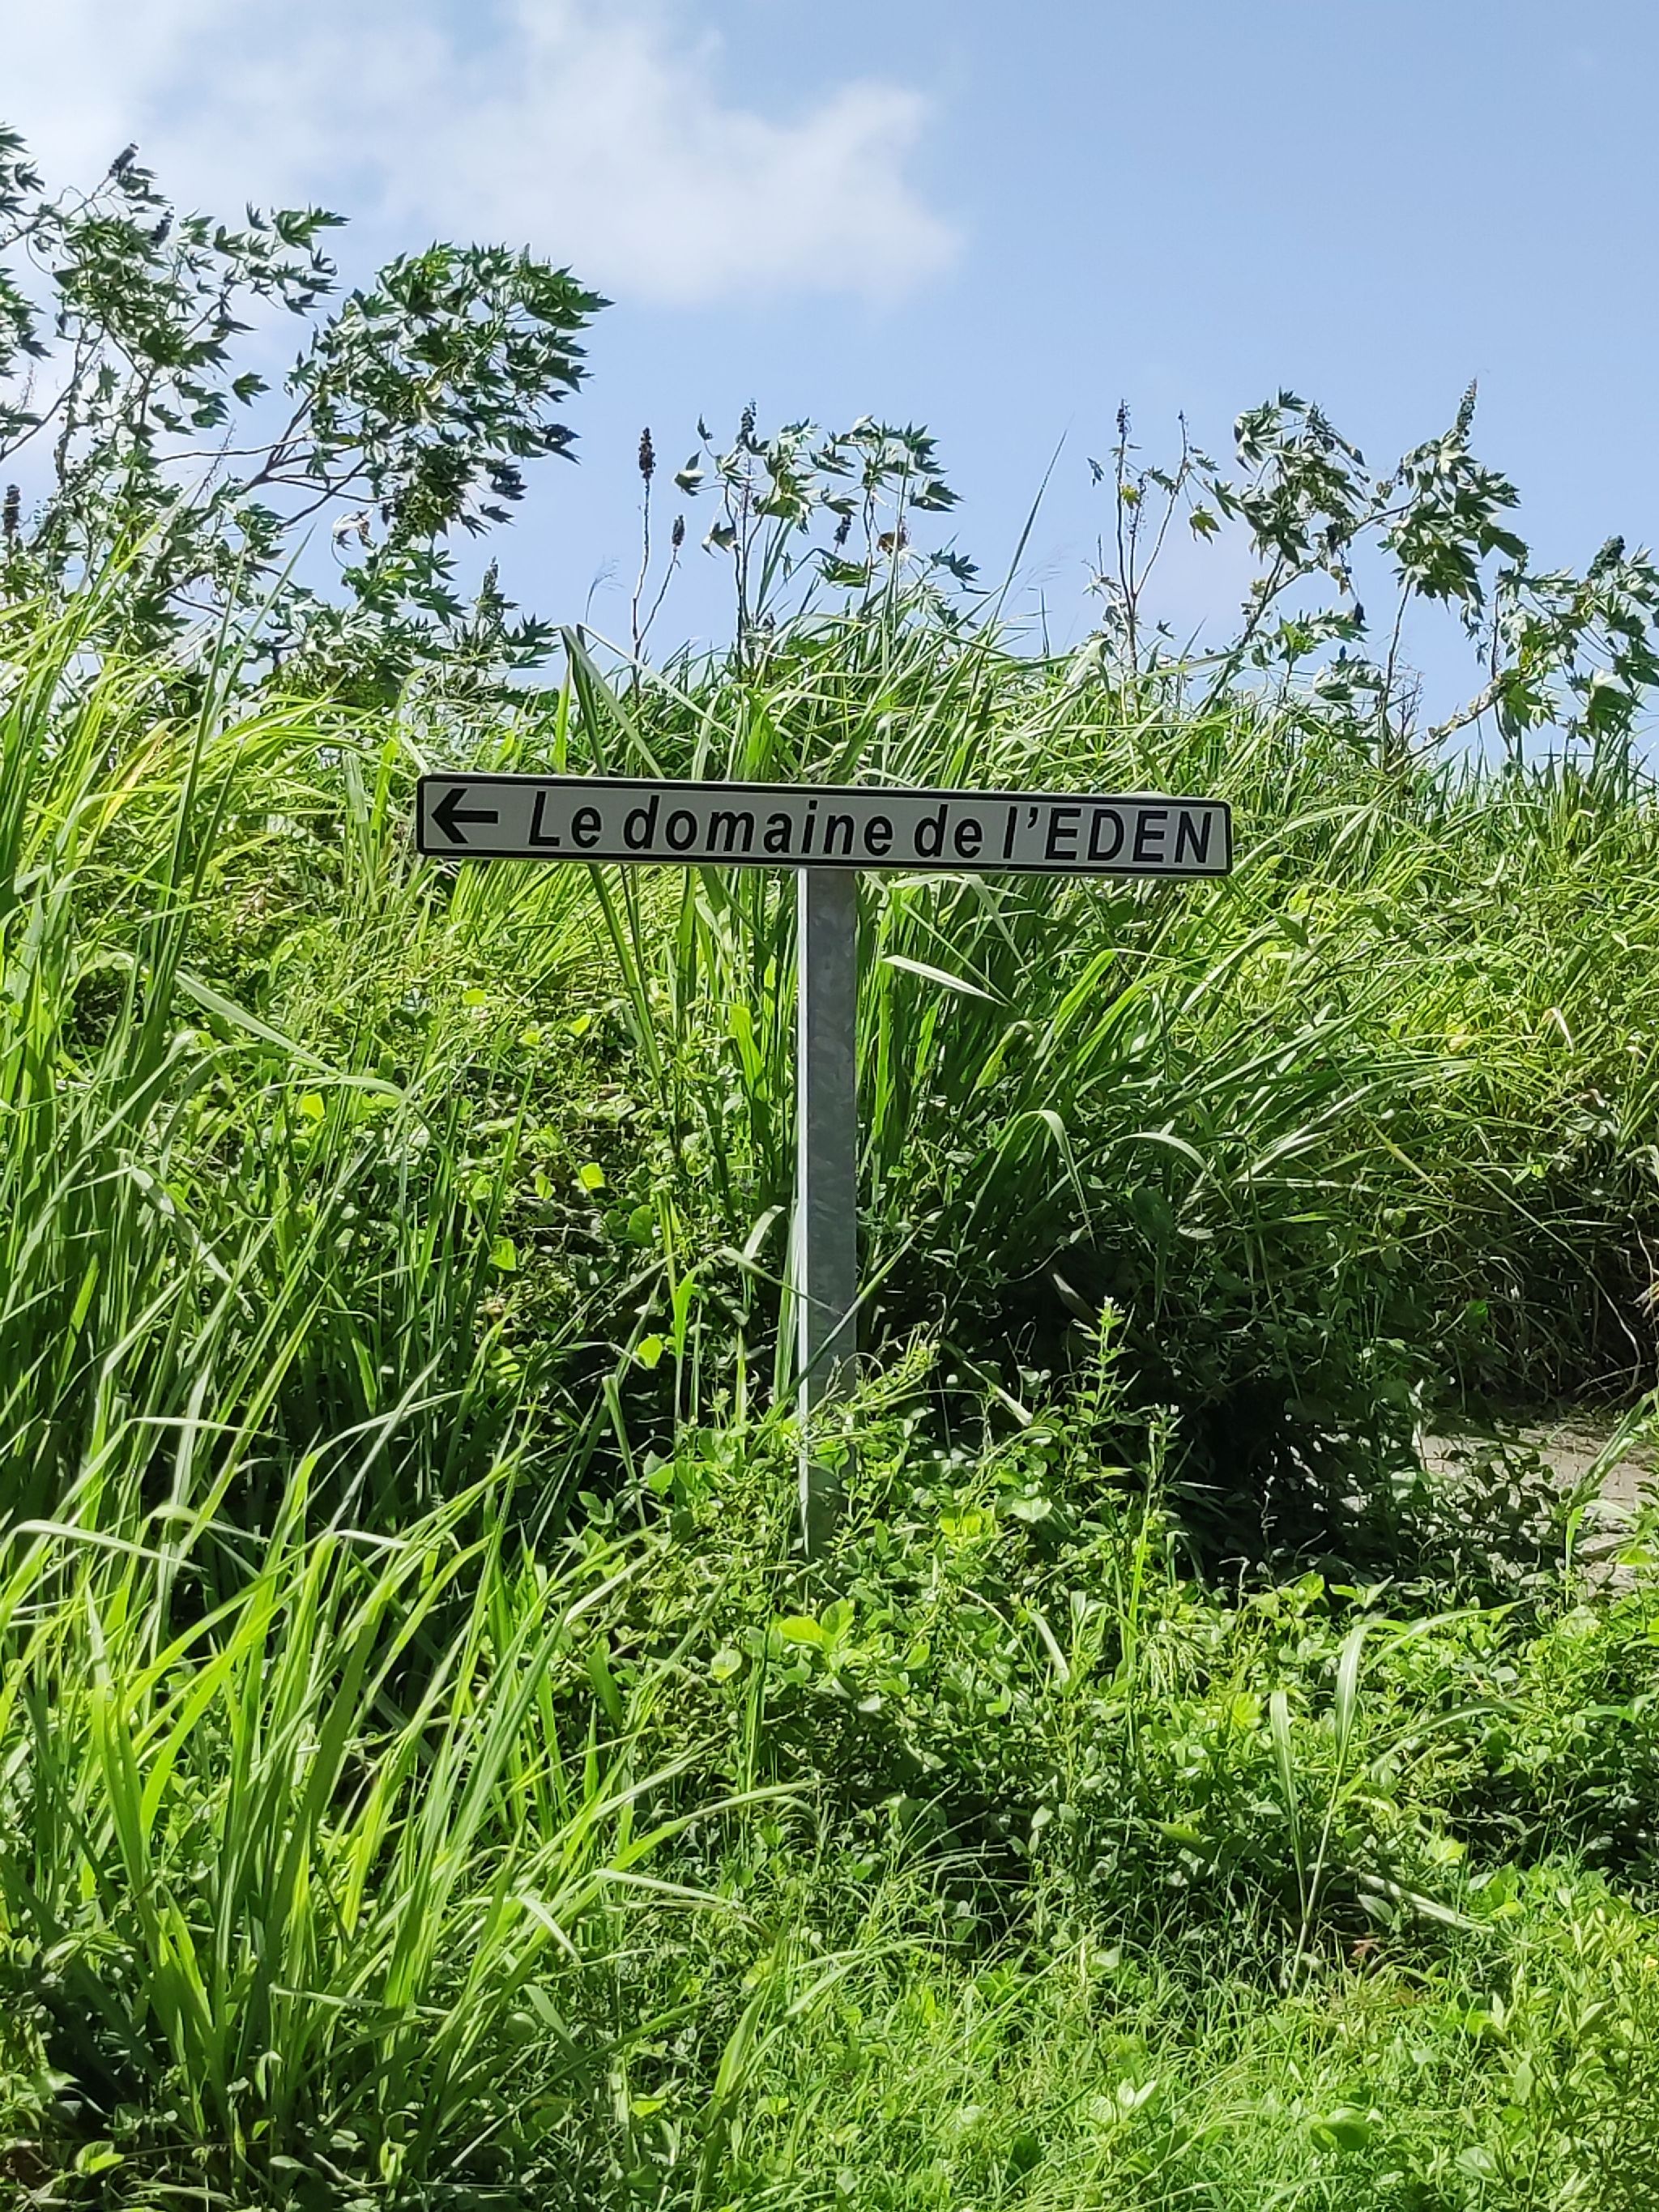 ← Le domaine de l'EDEN